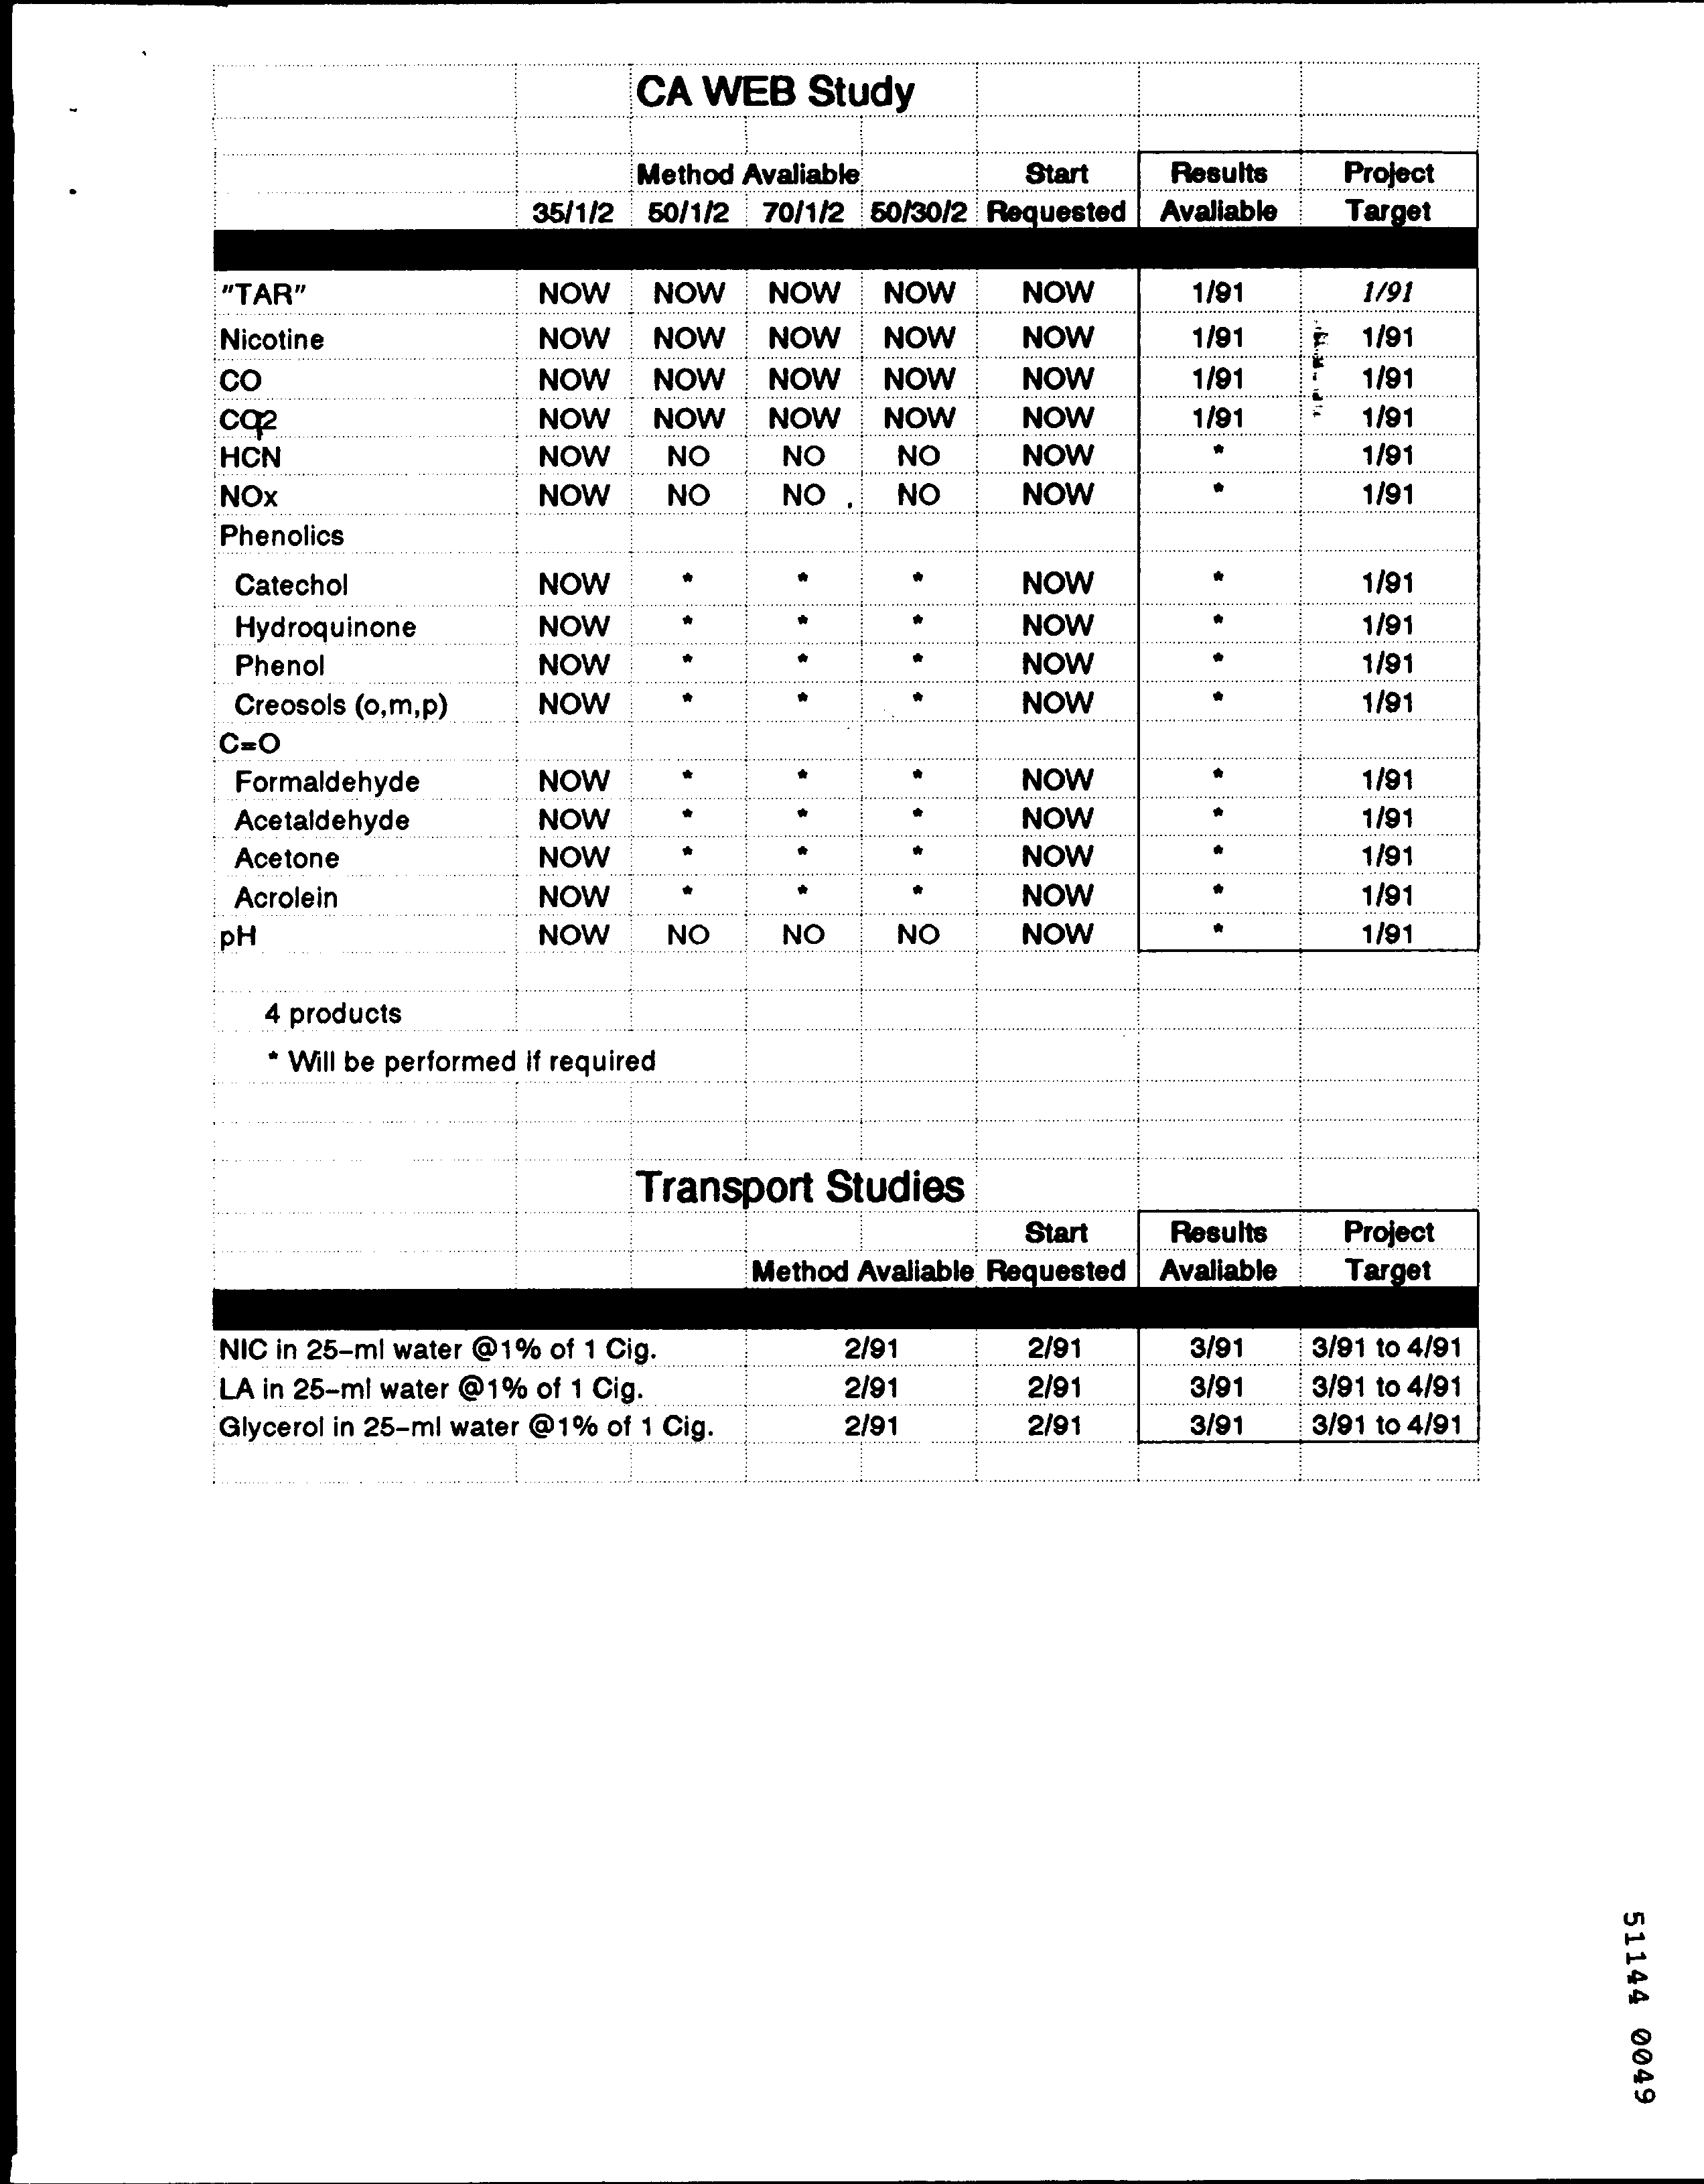 CA WEB Study
Method Avaliable Start Results Project
35/1/2 50/1/2 70/1/2 50/30/2 Requested Avaliable Target
"TAR" NOW NOW NOW NOW NOW 1/91 1/91
Nicotine NOW NOW NOW NOW NOW 1/91 1/91
CO NOW NOW NOW NOW NOW 1/91 1/91
CO2 NOW NOW NOW NOW NOW 1/91 1/91
HCN NOW NO NO NO NOW * 1/91
NOx NOW NO NO NO NOW * 1/91
Phenolics
Catechol NOW * * * NOW * 1/91
Hydroquinone NOW * * * NOW * 1/91
Phenol NOW * * * NOW * 1/91
Creosols (o,m,p) NOW * * * NOW * 1/91
C=O
Formaldehyde NOW * * * NOW * 1/91
Acetaldehyde NOW * * * NOW * 1/91
Acetone NOW * * * NOW * 1/91
Acrolein NOW * * * NOW * 1/91
pH NOW NO NO NO NOW * 1/91
4 products
* Will be performed if required
Transport Studies
Start Results Project
Method Avaliable Requested Avaliable Target
NIC in 25-ml water @1% of 1 Cig. 2/91 2/91 3/91 3/91 to 4/91
LA in 25-ml water @1% of 1 Cig. 2/91 2/91 3/91 3/91 to 4/91
Glycerol in 25-ml water @1% of 1 Cig. 2/91 2/91 3/91 3/91 to 4/91
51144 0049